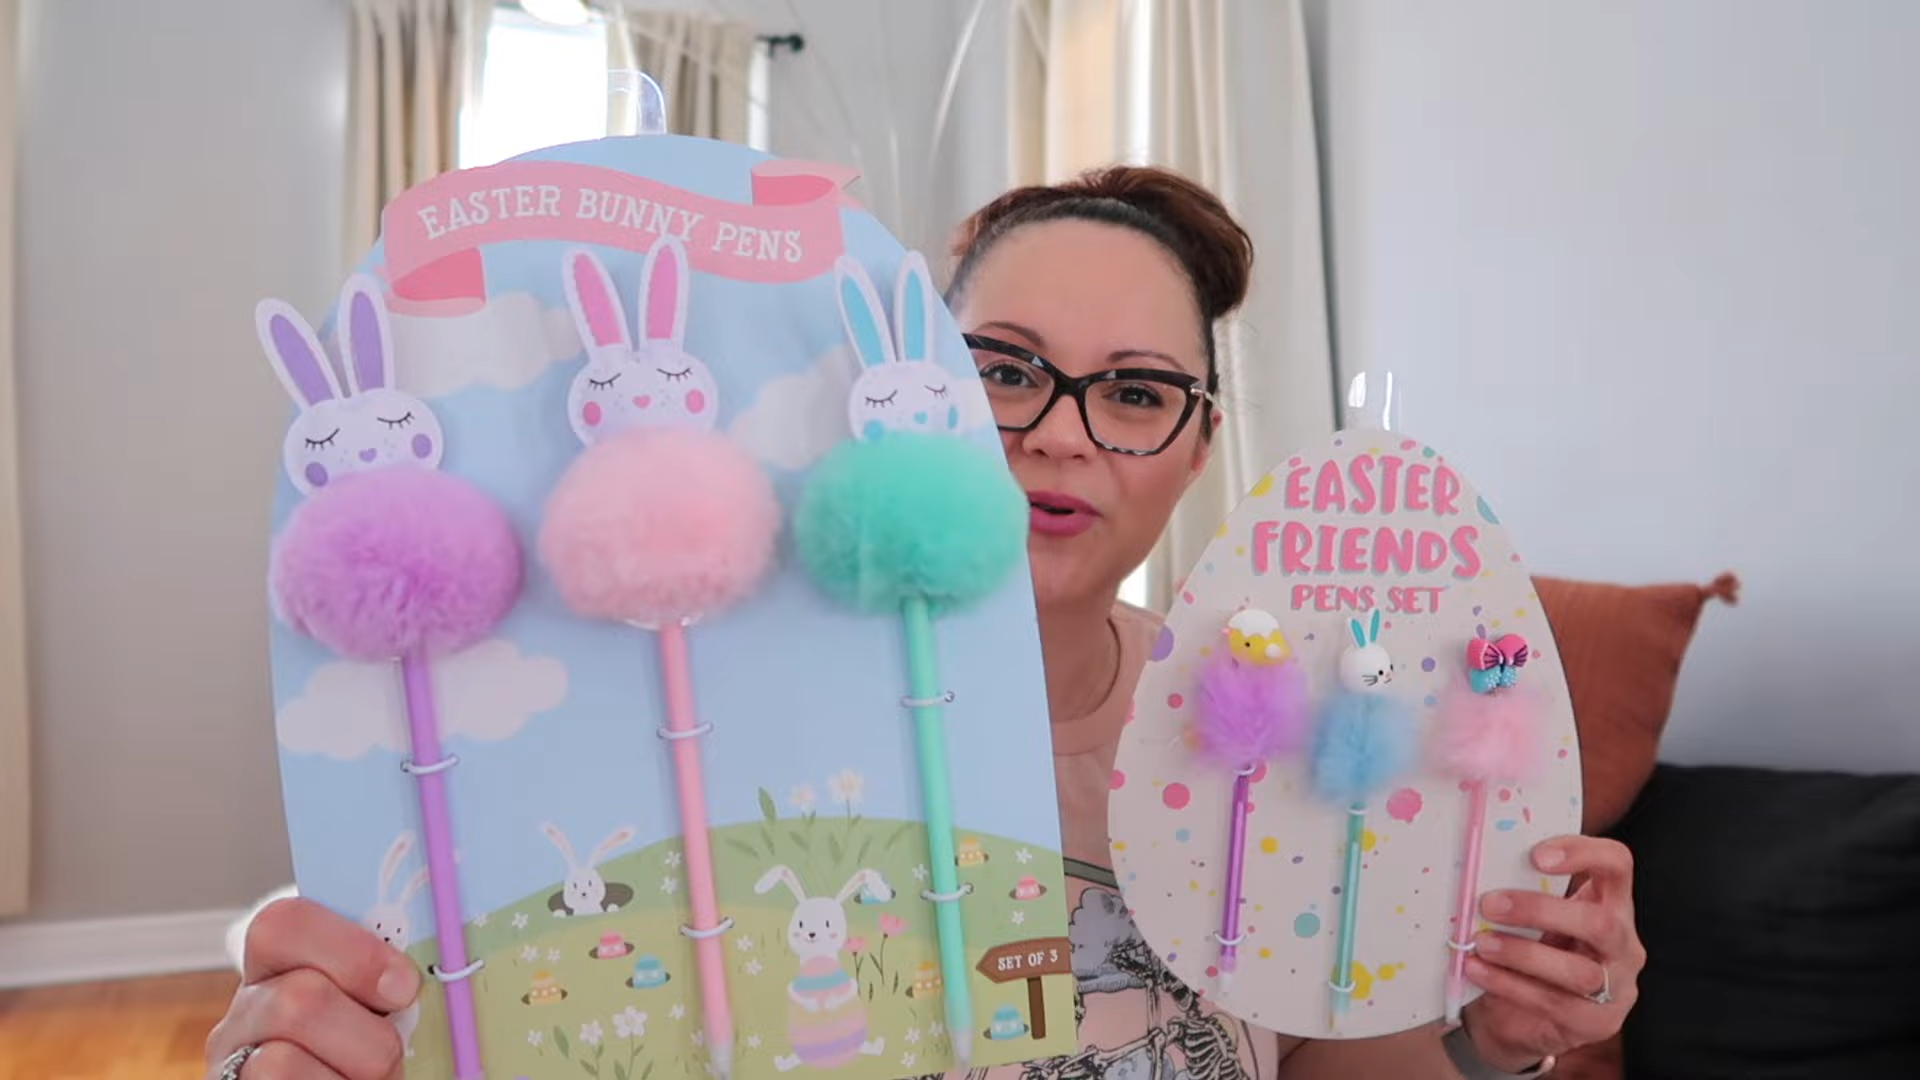 EASTER BUNNY PENS
SET OF 3
EASTER
FRIENDS
PENS SET